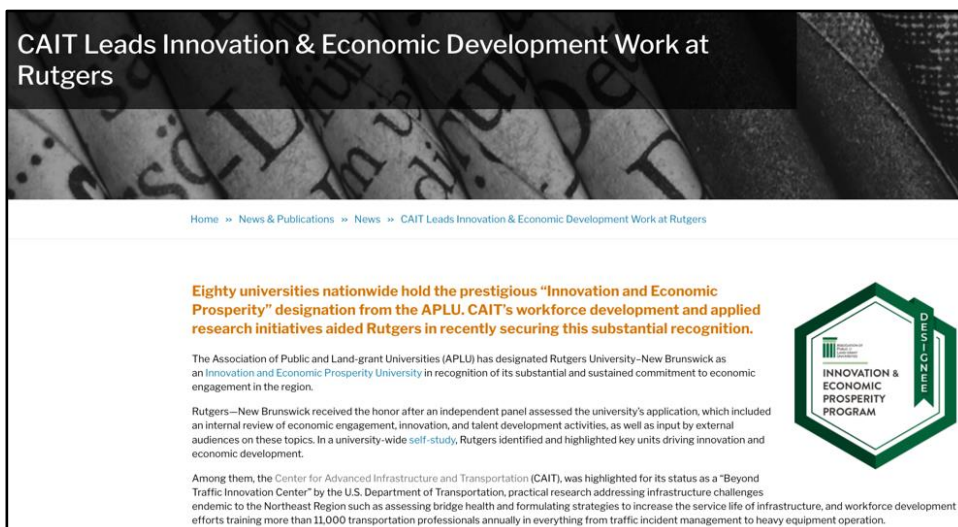 CAIT Leads Innovation & Economic Development Work at
Rutgers
Home » News & Publications » News » CAIT Leads Innovation & Economic Development Work at Rutgers
Eighty universities nationwide hold the prestigious “Innovation and Economic
Prosperity” designation from the APLU. CAIT’s workforce development and applied
research initiatives aided Rutgers in recently securing this substantial recognition.
The Association of Public and Land-grant Universities (APLU) has designated Rutgers University–New Brunswick as
an Innovation and Economic Prosperity University in recognition of its substantial and sustained commitment to economic
engagement in the region.
Rutgers—New Brunswick received the honor after an independent panel assessed the university’s application, which included
an internal review of economic engagement, innovation, and talent development activities, as well as input by external
audiences on these topics. In a university-wide self-study, Rutgers identified and highlighted key units driving innovation and
economic development.
Among them, the Center for Advanced Infrastructure and Transportation (CAIT), was highlighted for its status as a “Beyond
Traffic Innovation Center” by the U.S. Department of Transportation, practical research addressing infrastructure challenges
endemic to the Northeast Region such as assessing bridge health and formulating strategies to increase the service life of infrastructure, and workforce development
efforts training more than 11,000 transportation professionals annually in everything from traffic incident management to heavy equipment operation.
DESIGNEE
INNOVATION &
ECONOMIC
PROSPERITY
PROGRAM